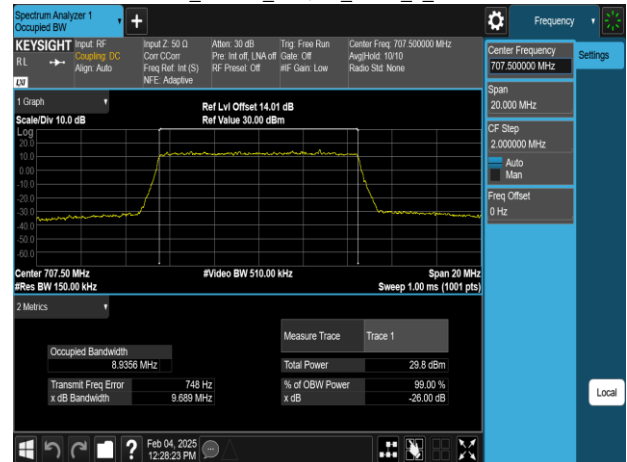 Spectrum Analyzer 1
Occupied BW
Frequency
KEYSIGHT
RL
LXI
Input: RF
Coupling: DC
Align: Auto
Input Z: 50 Ω
Corr CCorr
Freq Ref: Int (S)
NFE: Adaptive
Atten: 30 dB
Pre: Int off, LNA off
RF Presel: Off
Trig: Free Run
Gate: Off
#IF Gain: Low
Center Freq: 707.500000 MHz
Avg|Hold: 10/10
Radio Std: None
Center Frequency
707.500000 MHz
Settings
Span
20.000 MHz
CF Step
2.000000 MHz
Auto
Man
Freq Offset
0 Hz
1 Graph
Scale/Div 10.0 dB
Ref Lvl Offset 14.01 dB
Ref Value 30.00 dBm
Log
20.0
10.0
0.00
-10.0
-20.0
-30.0
-40.0
-50.0
-60.0
Center 707.50 MHz
#Video BW 510.00 kHz
Span 20 MHz
#Res BW 150.00 kHz
Sweep 1.00 ms (1001 pts)
2 Metrics
Measure Trace
Trace 1
Occupied Bandwidth
8.9356 MHz
Total Power
29.8 dBm
Transmit Freq Error
748 Hz
% of OBW Power
99.00 %
x dB Bandwidth
9.689 MHz
x dB
-26.00 dB
Local
?
Feb 04, 2025
12:28:23 PM